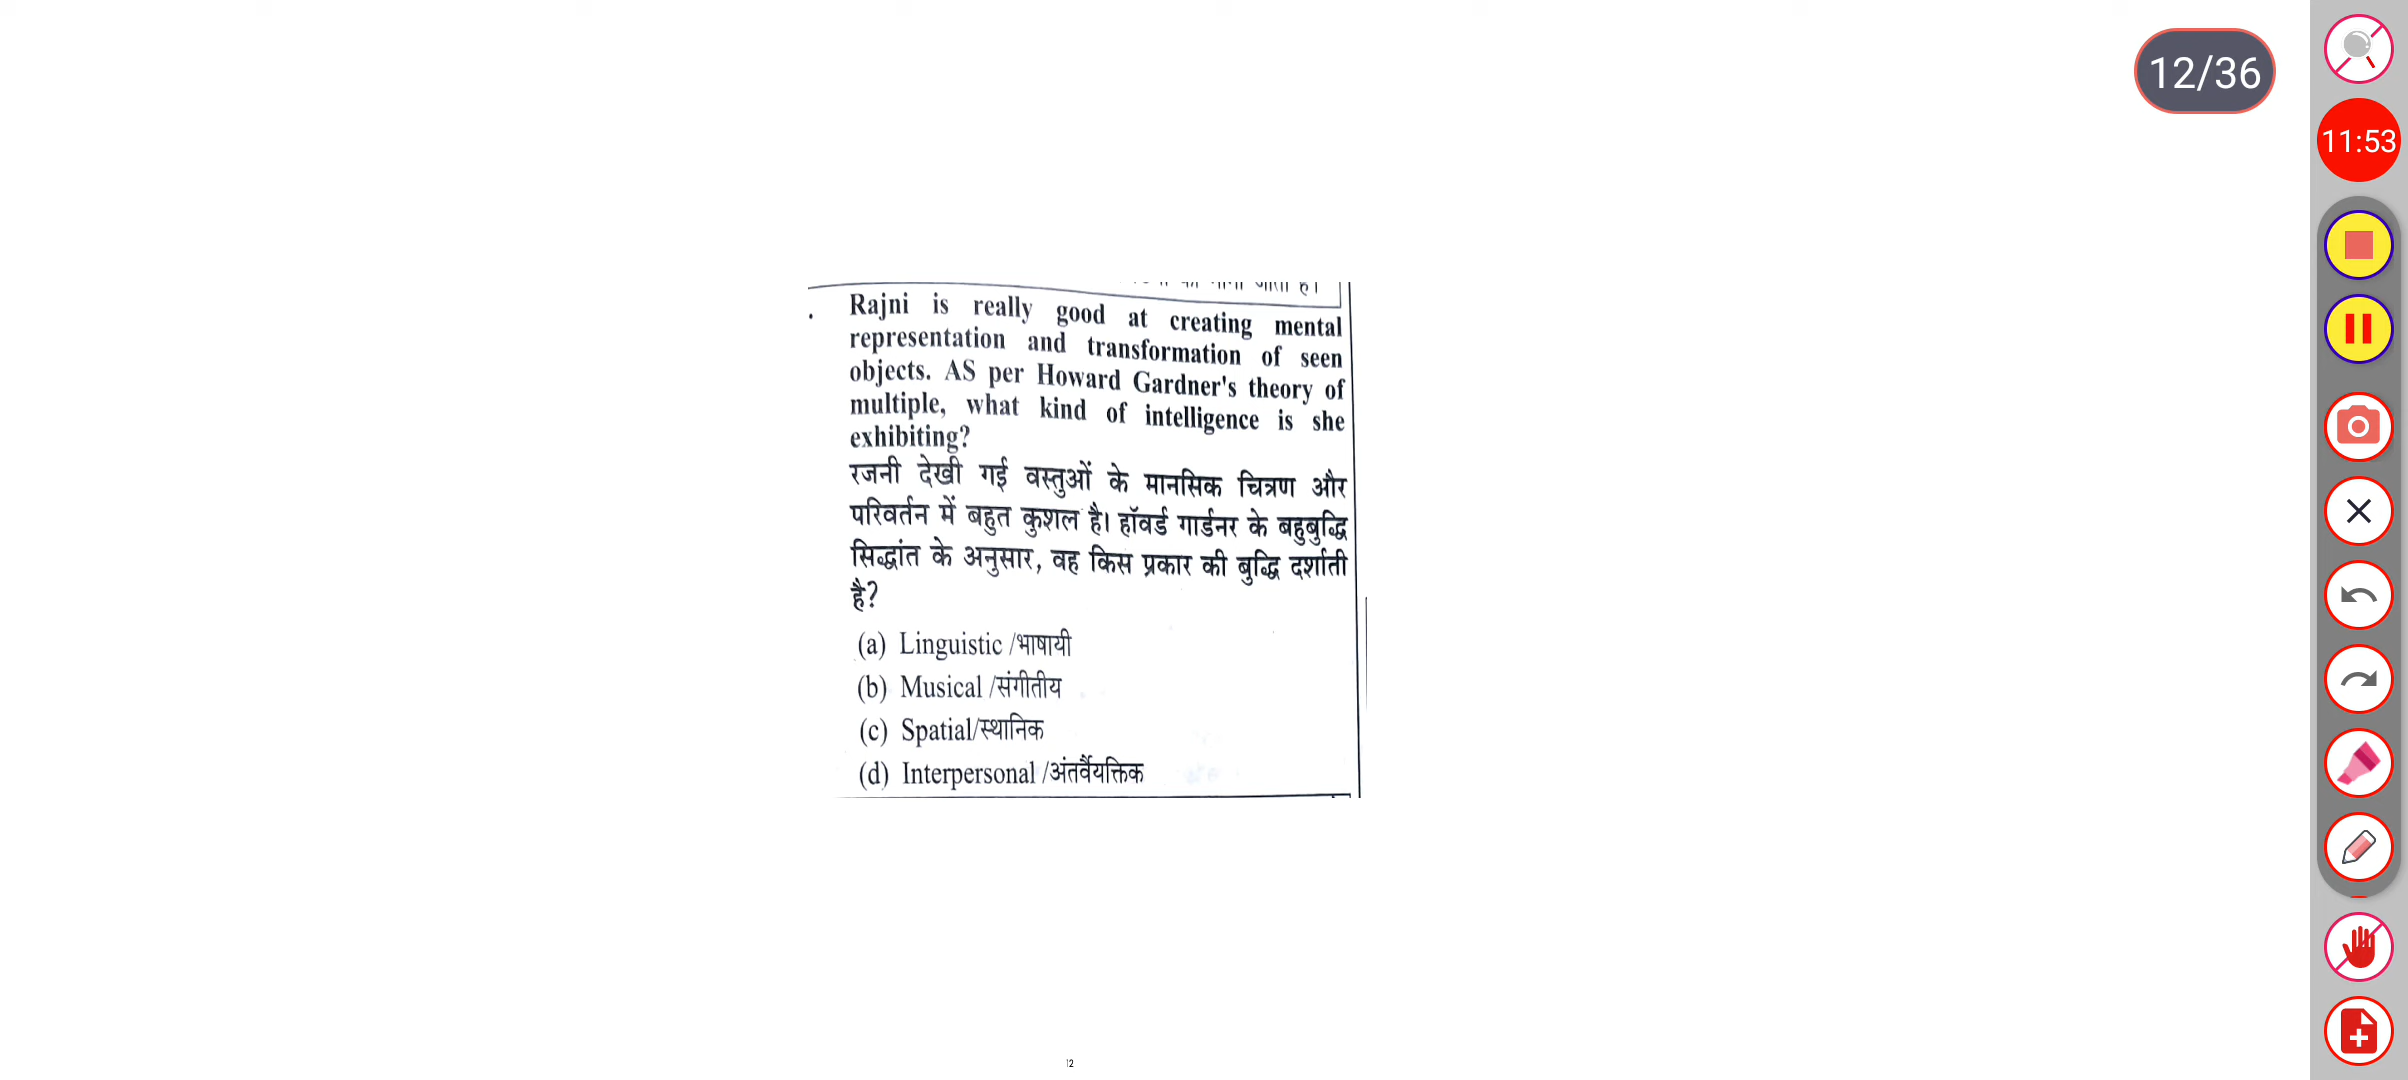 12/36
11:53
Rajni is really good at creating mental
representation and transformation of seen
objects. AS per Howard Gardner's theory of
multiple, what kind of intelligence is she
exhibiting?
रजनी देखी गई वस्तुओं के मानसिक चित्रण और
परिवर्तन में बहुत कुशल है। हॉवर्ड गार्डनर के बहुबुद्धि
सिद्धांत के अनुसार, वह किस प्रकार की बुद्धि दर्शाती
है?
(a) Linguistic /भाषायी
(b) Musical /संगीतीय
(c) Spatial/स्थानिक
(d) Interpersonal /अंतर्वैयक्तिक
12